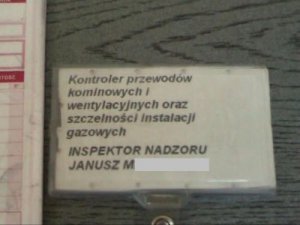 Kontroler przewodów
kominowych i
wentylacyjnych oraz
szczelności instalacji
gazowych
INSPEKTOR NADZORU
JANUSZ M